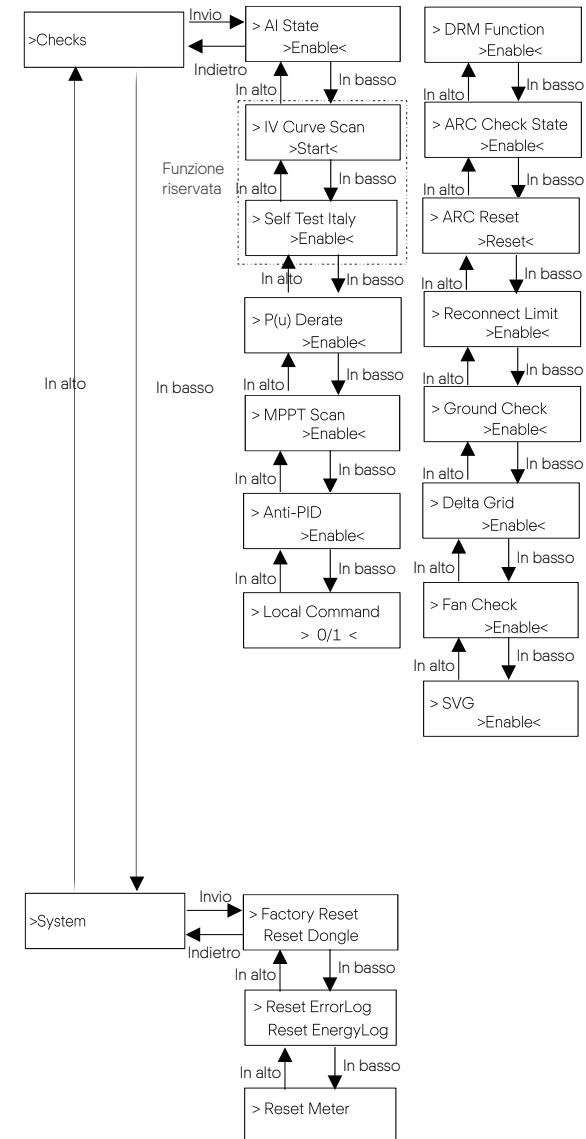 >Checks
Invio
Indietro
> AI State
>Enable<
In alto
In basso
Funzione
riservata
> IV Curve Scan
>Start<
In alto
In basso
> Self Test Italy
>Enable<
In alto
In basso
> P(u) Derate
>Enable<
In alto
In basso
> MPPT Scan
>Enable<
In alto
In basso
> Anti-PID
>Enable<
In alto
In basso
> Local Command
> 0/1 <
> DRM Function
>Enable<
In alto
In basso
> ARC Check State
>Enable<
In alto
In basso
> ARC Reset
>Reset<
In alto
In basso
> Reconnect Limit
>Enable<
In alto
In basso
> Ground Check
>Enable<
In alto
In basso
> Delta Grid
>Enable<
In alto
In basso
> Fan Check
>Enable<
In alto
In basso
> SVG
>Enable<
In alto
In basso
>System
Invio
Indietro
> Factory Reset
Reset Dongle
In alto
In basso
> Reset ErrorLog
Reset EnergyLog
In alto
In basso
> Reset Meter